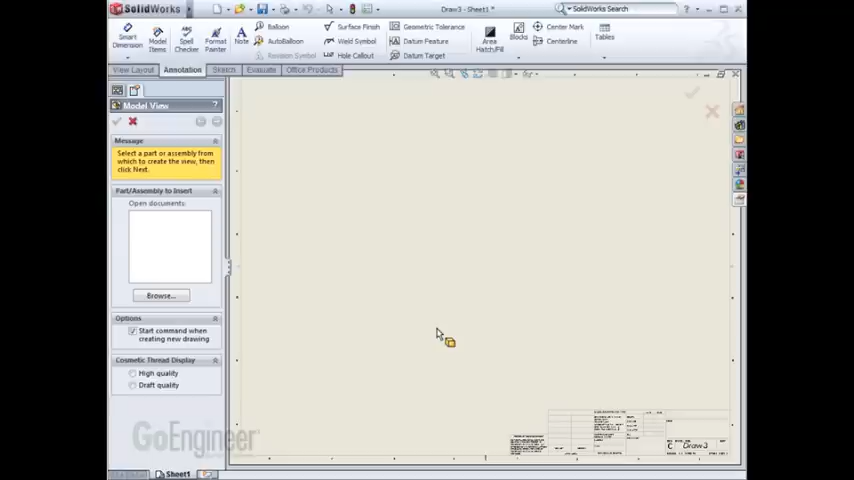 SolidWorks
Draw3 - Sheet1 *
SolidWorks Search
Smart Dimension
Model Items
Spell Checker
Format Painter
Note
Balloon
AutoBalloon
Revision Symbol
Surface Finish
Weld Symbol
Hole Callout
Geometric Tolerance
Datum Feature
Datum Target
Area Hatch/Fill
Blocks
Center Mark
Centerline
Tables
View Layout
Annotation
Sketch
Evaluate
Office Products
Model View
?
Message
Select a part or assembly from
which to create the view, then
click Next.
Part/Assembly to Insert
Open documents:
Browse...
Options
Start command when
creating new drawing
Cosmetic Thread Display
High quality
Draft quality
GoEngineer
C
Draw3
Sheet1